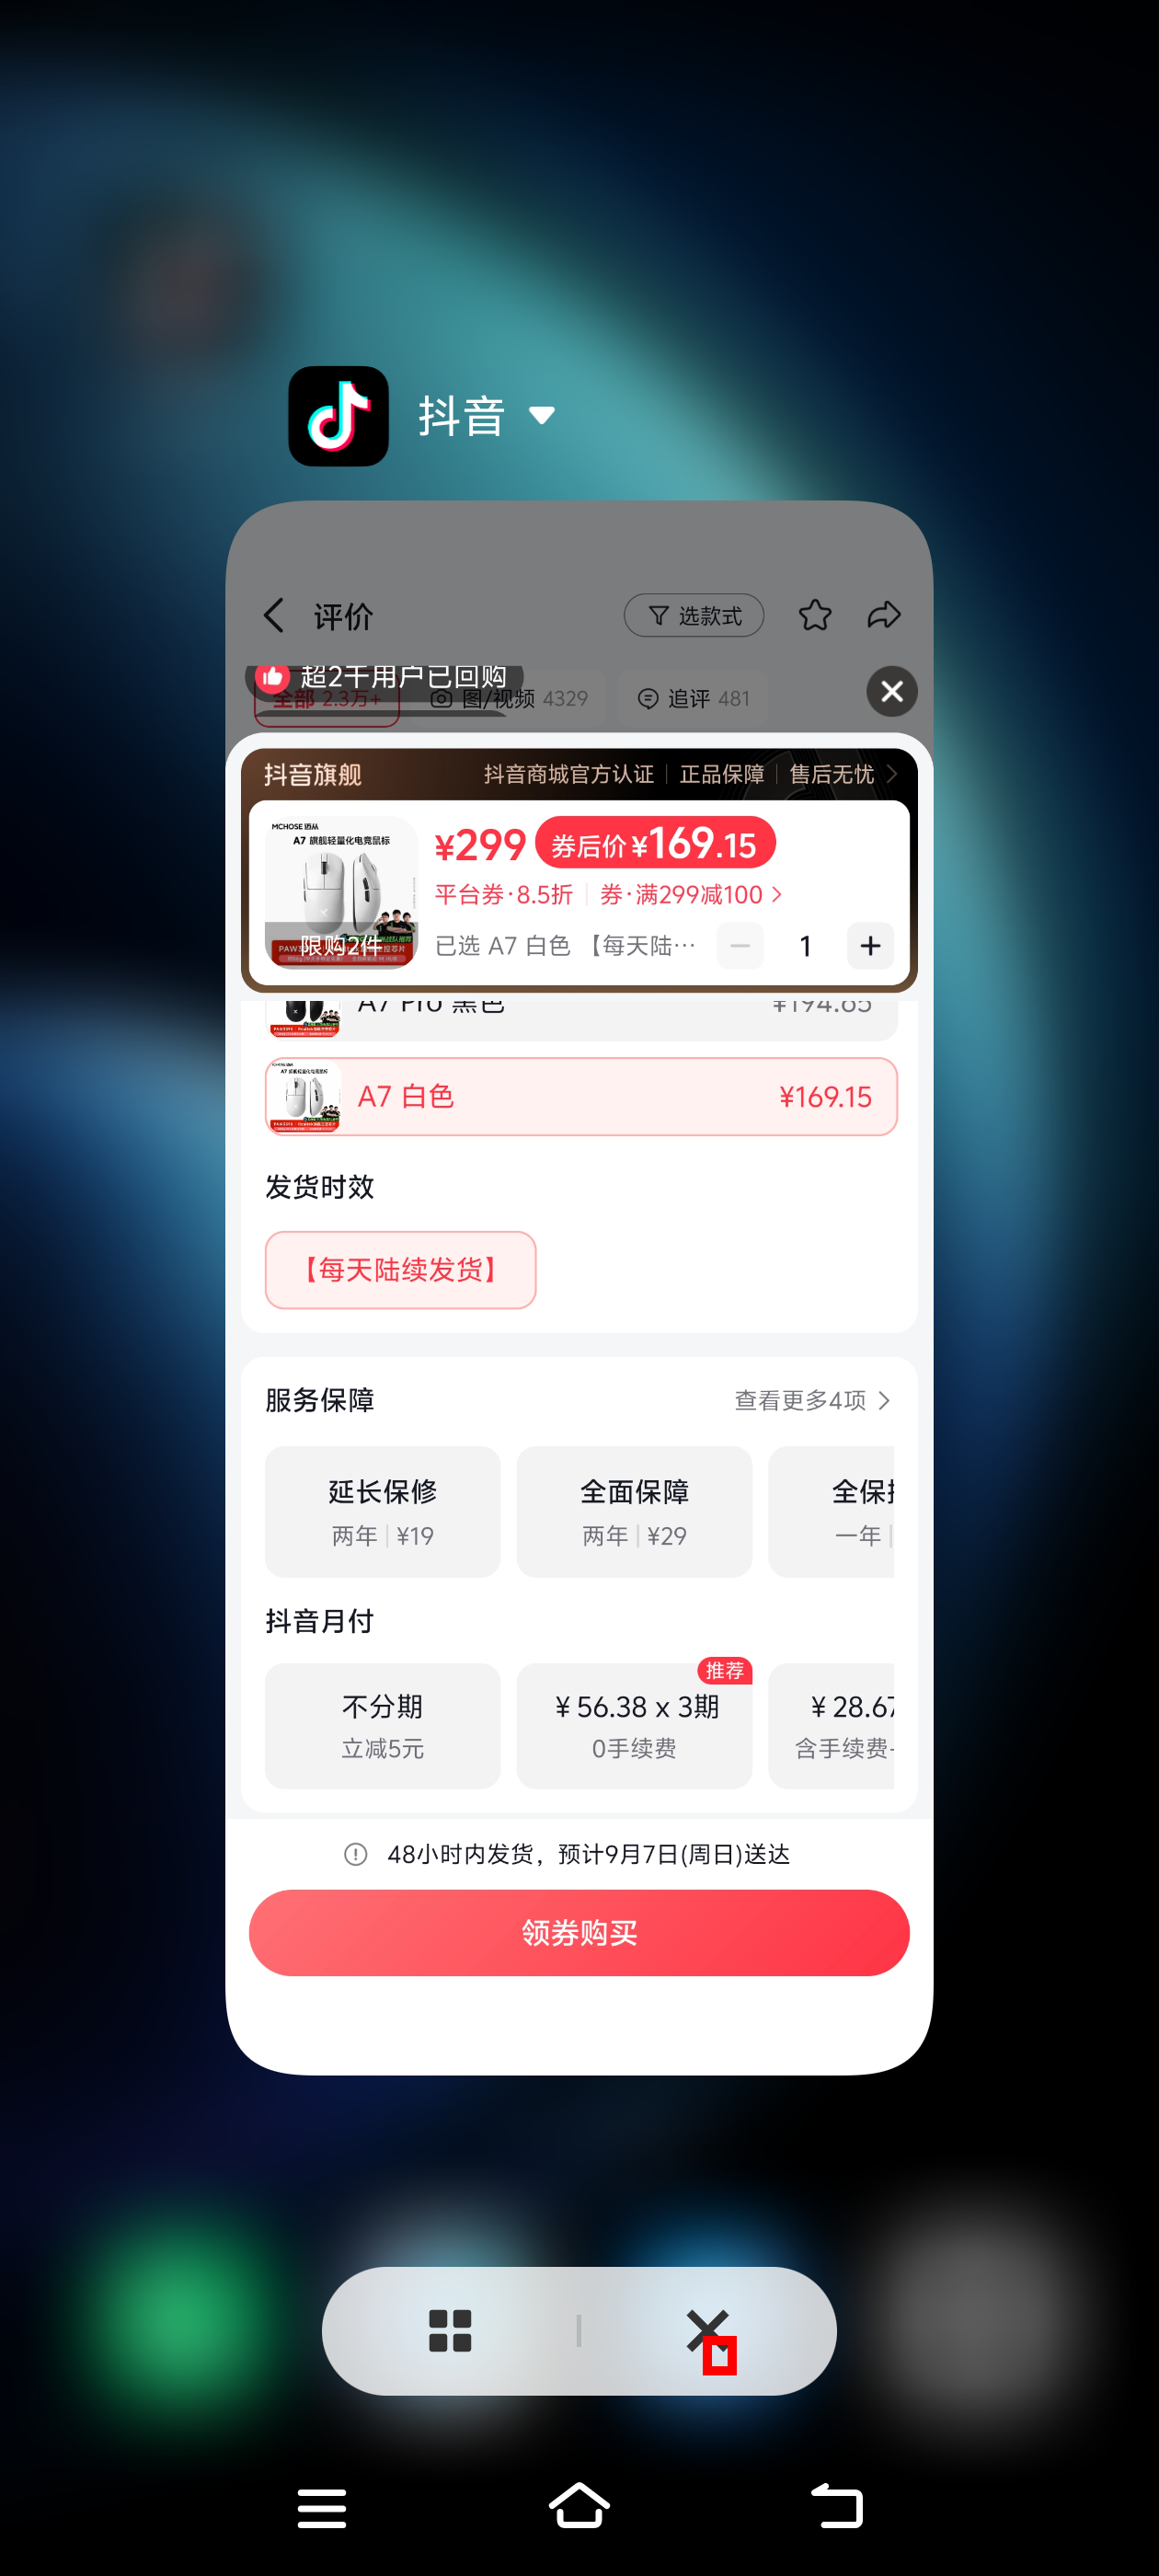 抖音
评价
选款式
超2千用户已回购
全部 2.3万+
图/视频 4329
追评 481
抖音旗舰
抖音商城官方认证 | 正品保障 | 售后无忧
MCHOSE 迈从
A7 旗舰轻量化电竞鼠标
限购2件
¥299
券后价 ¥169.15
平台券·8.5折 | 券·满299减100
已选 A7 白色 【每天陆…
1
A7 Pro 黑色
¥194.65
A7 白色
¥169.15
发货时效
【每天陆续发货】
服务保障
查看更多4项
延长保修
两年 | ¥19
全面保障
两年 | ¥29
全保
一年
抖音月付
不分期
立减5元
推荐
¥ 56.38 x 3期
0手续费
¥ 28.67
含手续费
48小时内发货，预计9月7日(周日)送达
领券购买